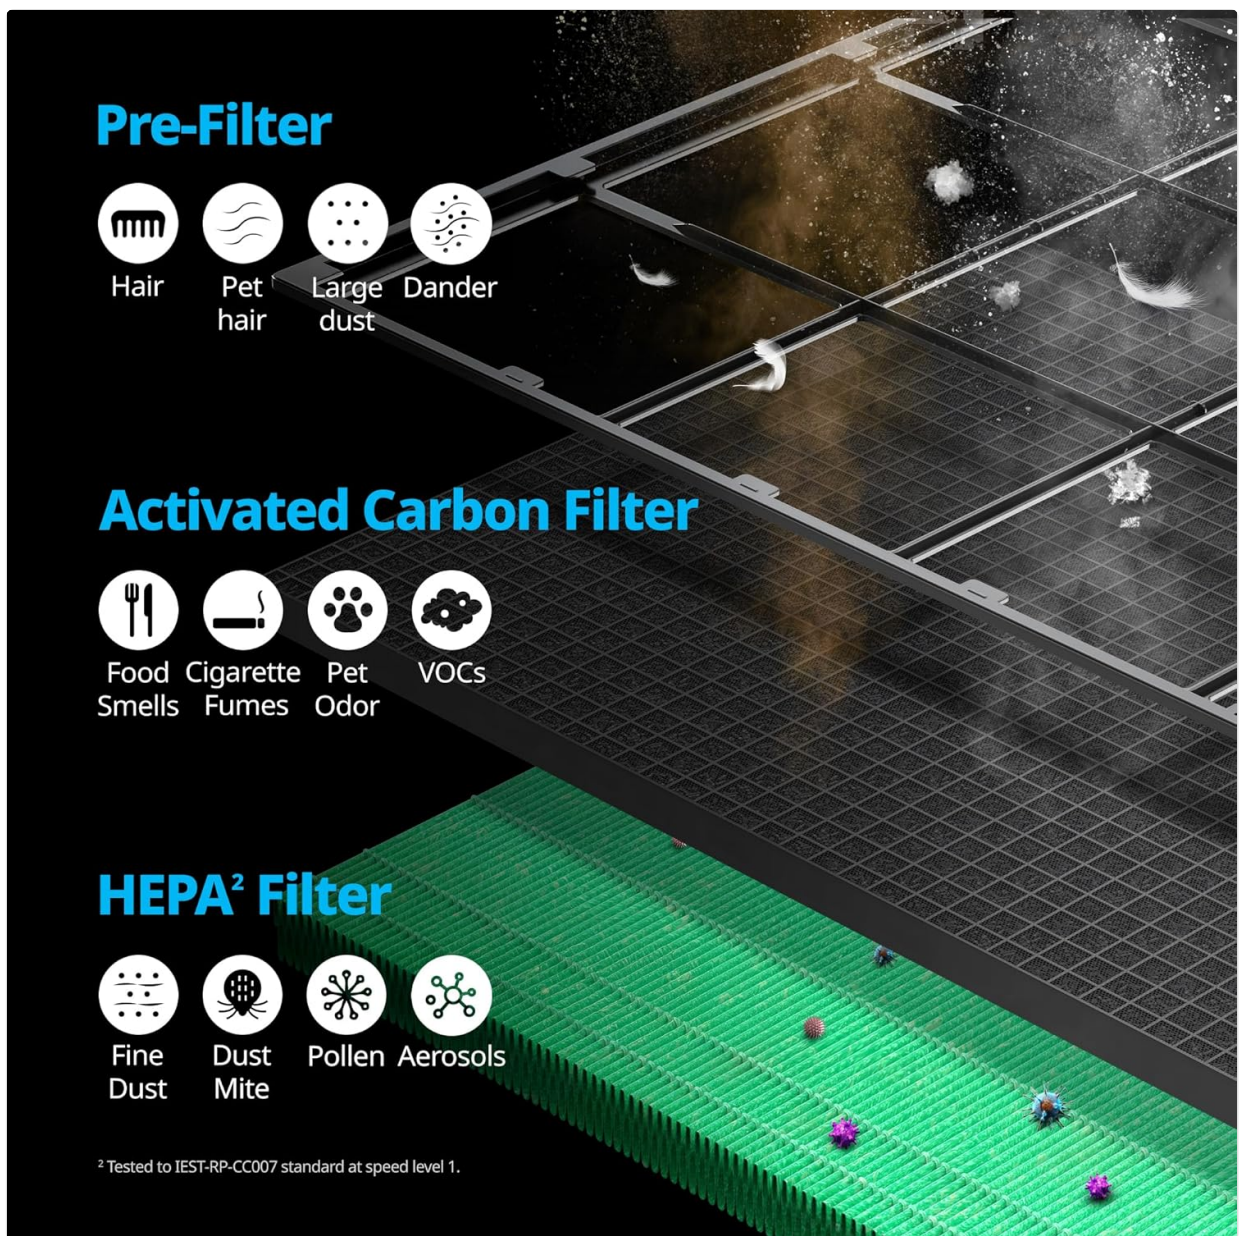 Pre-Filter
Hair Pet Large Dander
hair dust
Activated Carbon Filter
Food Cigarette Pet VOCs
Smells Fumes Odor
HEPA² Filter
Fine Dust Pollen Aerosols
Dust Mite
² Tested to IEST-RP-CC007 standard at speed level 1.